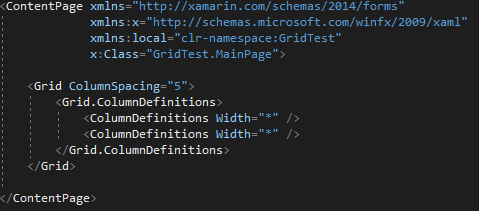 <ContentPage xmlns="http://xamarin.com/schemas/2014/forms"
xmlns:x="http://schemas.microsoft.com/winfx/2009/xaml"
xmlns:local="clr-namespace:GridTest"
x:Class="GridTest.MainPage">
<Grid ColumnSpacing="5">
<Grid.ColumnDefinitions>
<ColumnDefinitions Width="*" />
<ColumnDefinitions Width="*" />
</Grid.ColumnDefinitions>
</Grid>
</ContentPage>